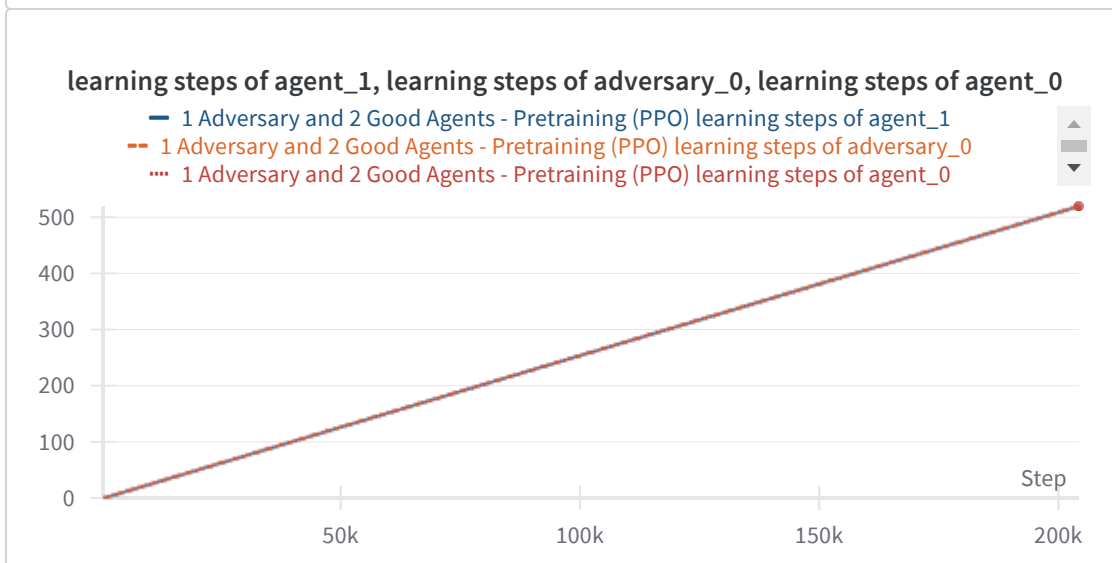 learning steps of agent_1, learning steps of adversary_0, learning steps of agent_0
1 Adversary and 2 Good Agents - Pretraining (PPO) learning steps of agent_1
1 Adversary and 2 Good Agents - Pretraining (PPO) learning steps of adversary_0
1 Adversary and 2 Good Agents - Pretraining (PPO) learning steps of agent_0
500
400
300
200
100
0
Step
50k
100k
150k
200k